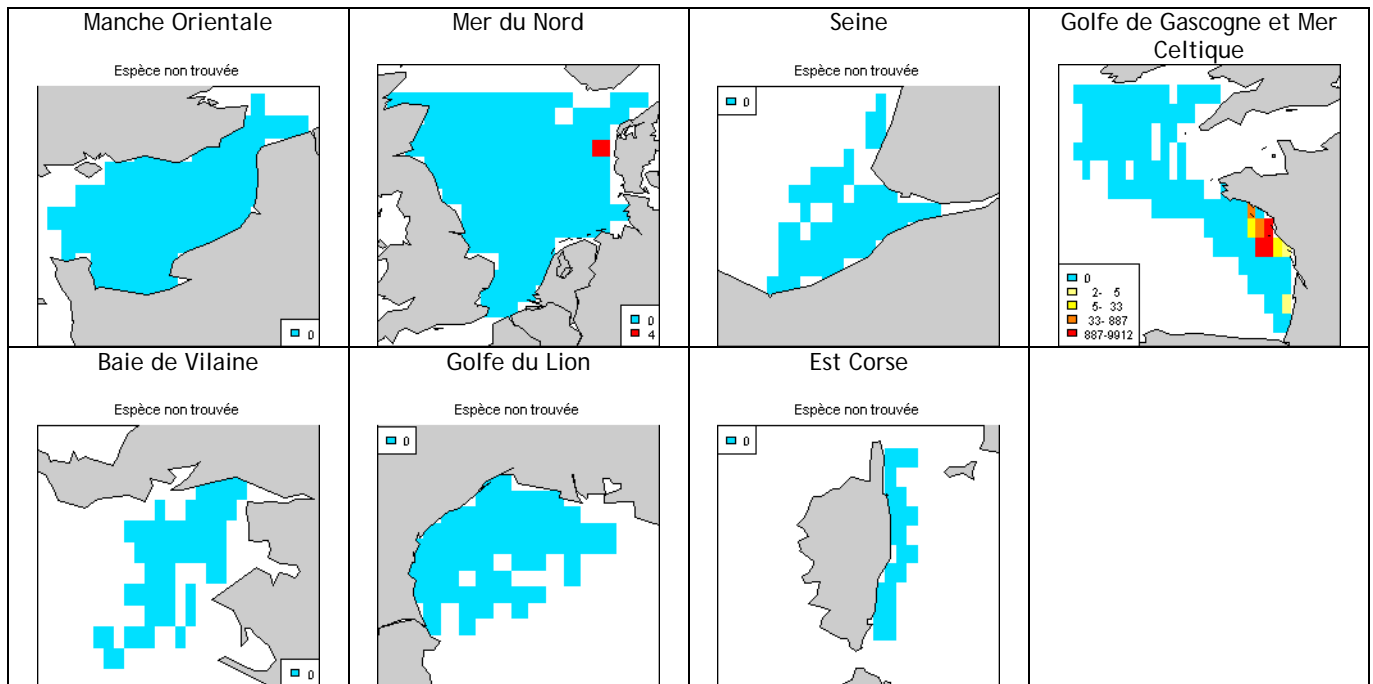 Manche Orientale
Espèce non trouvée
0
Mer du Nord
0
4
Seine
Espèce non trouvée
0
Golfe de Gascogne et Mer
Celtique
0
2- 5
5- 33
33- 887
887-9912
Baie de Vilaine
Espèce non trouvée
0
Golfe du Lion
Espèce non trouvée
0
Est Corse
Espèce non trouvée
0